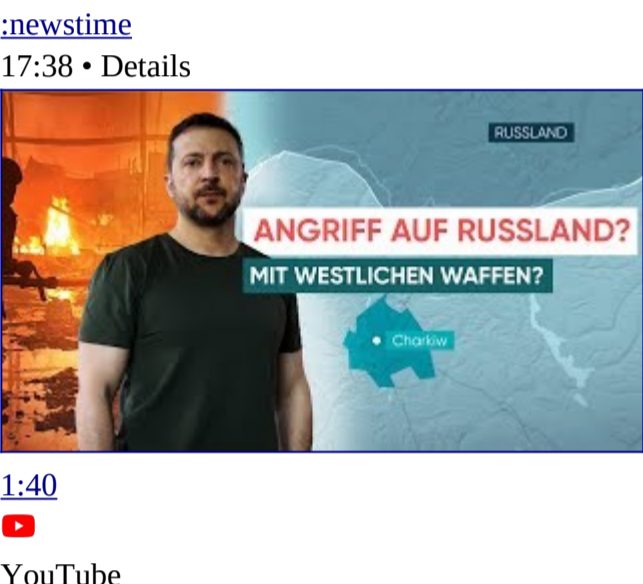 :newstime
17:38 • Details
RUSSLAND
ANGRIFF AUF RUSSLAND?
MIT WESTLICHEN WAFFEN?
Charkiw
1:40
YouTube